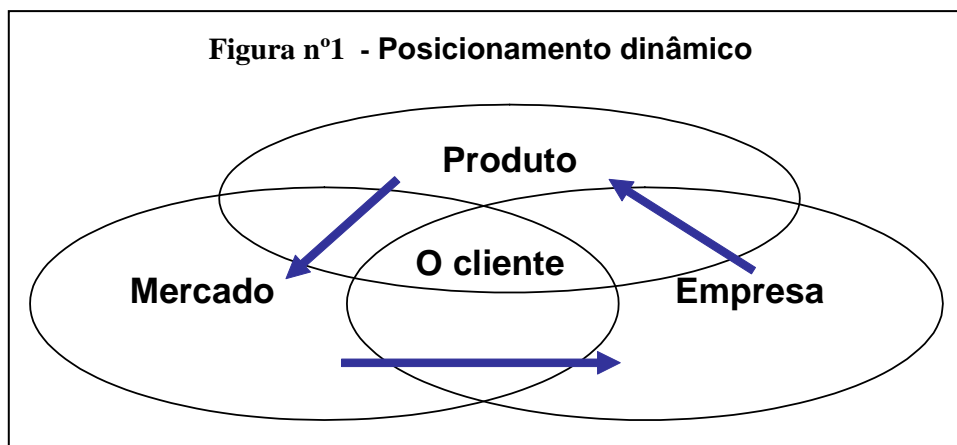 Figura nº1 - Posicionamento dinâmico
Produto
O cliente
Mercado
Empresa